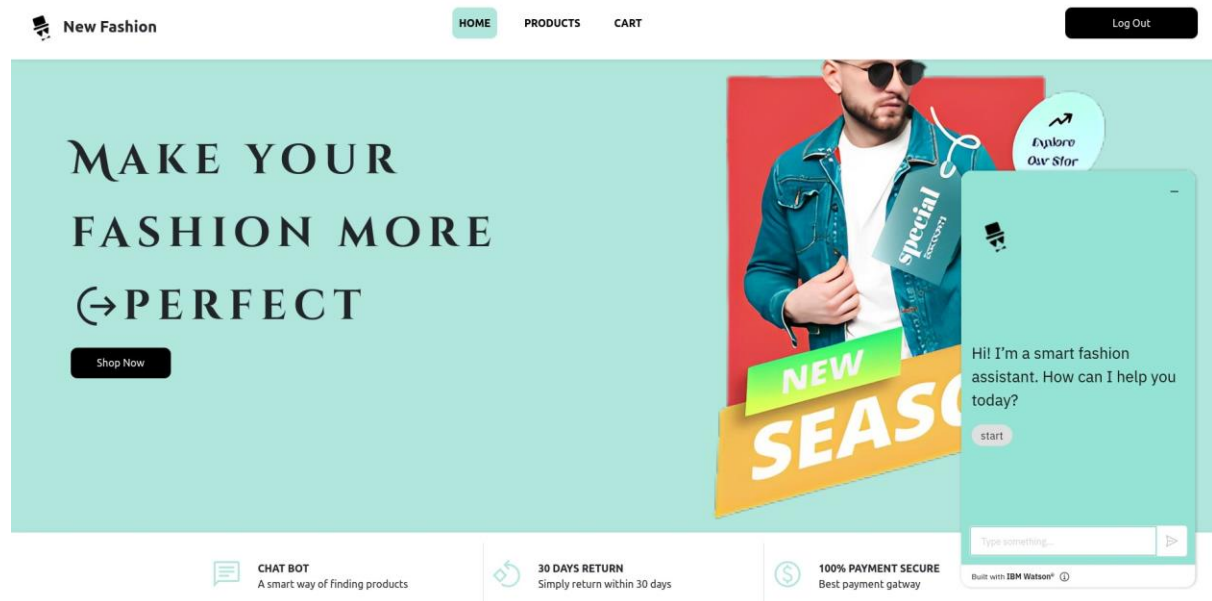 New Fashion
HOME PRODUCTS CART
Log Out
MAKE YOUR
FASHION MORE
PERFECT
Shop Now
Explore
Our Stor
special
NEW
SEASO
Hi! I’m a smart fashion
assistant. How can I help you
today?
start
Type something...
Built with IBM Watson®
CHAT BOT
A smart way of finding products
30 DAYS RETURN
Simply return within 30 days
100% PAYMENT SECURE
Best payment gatway